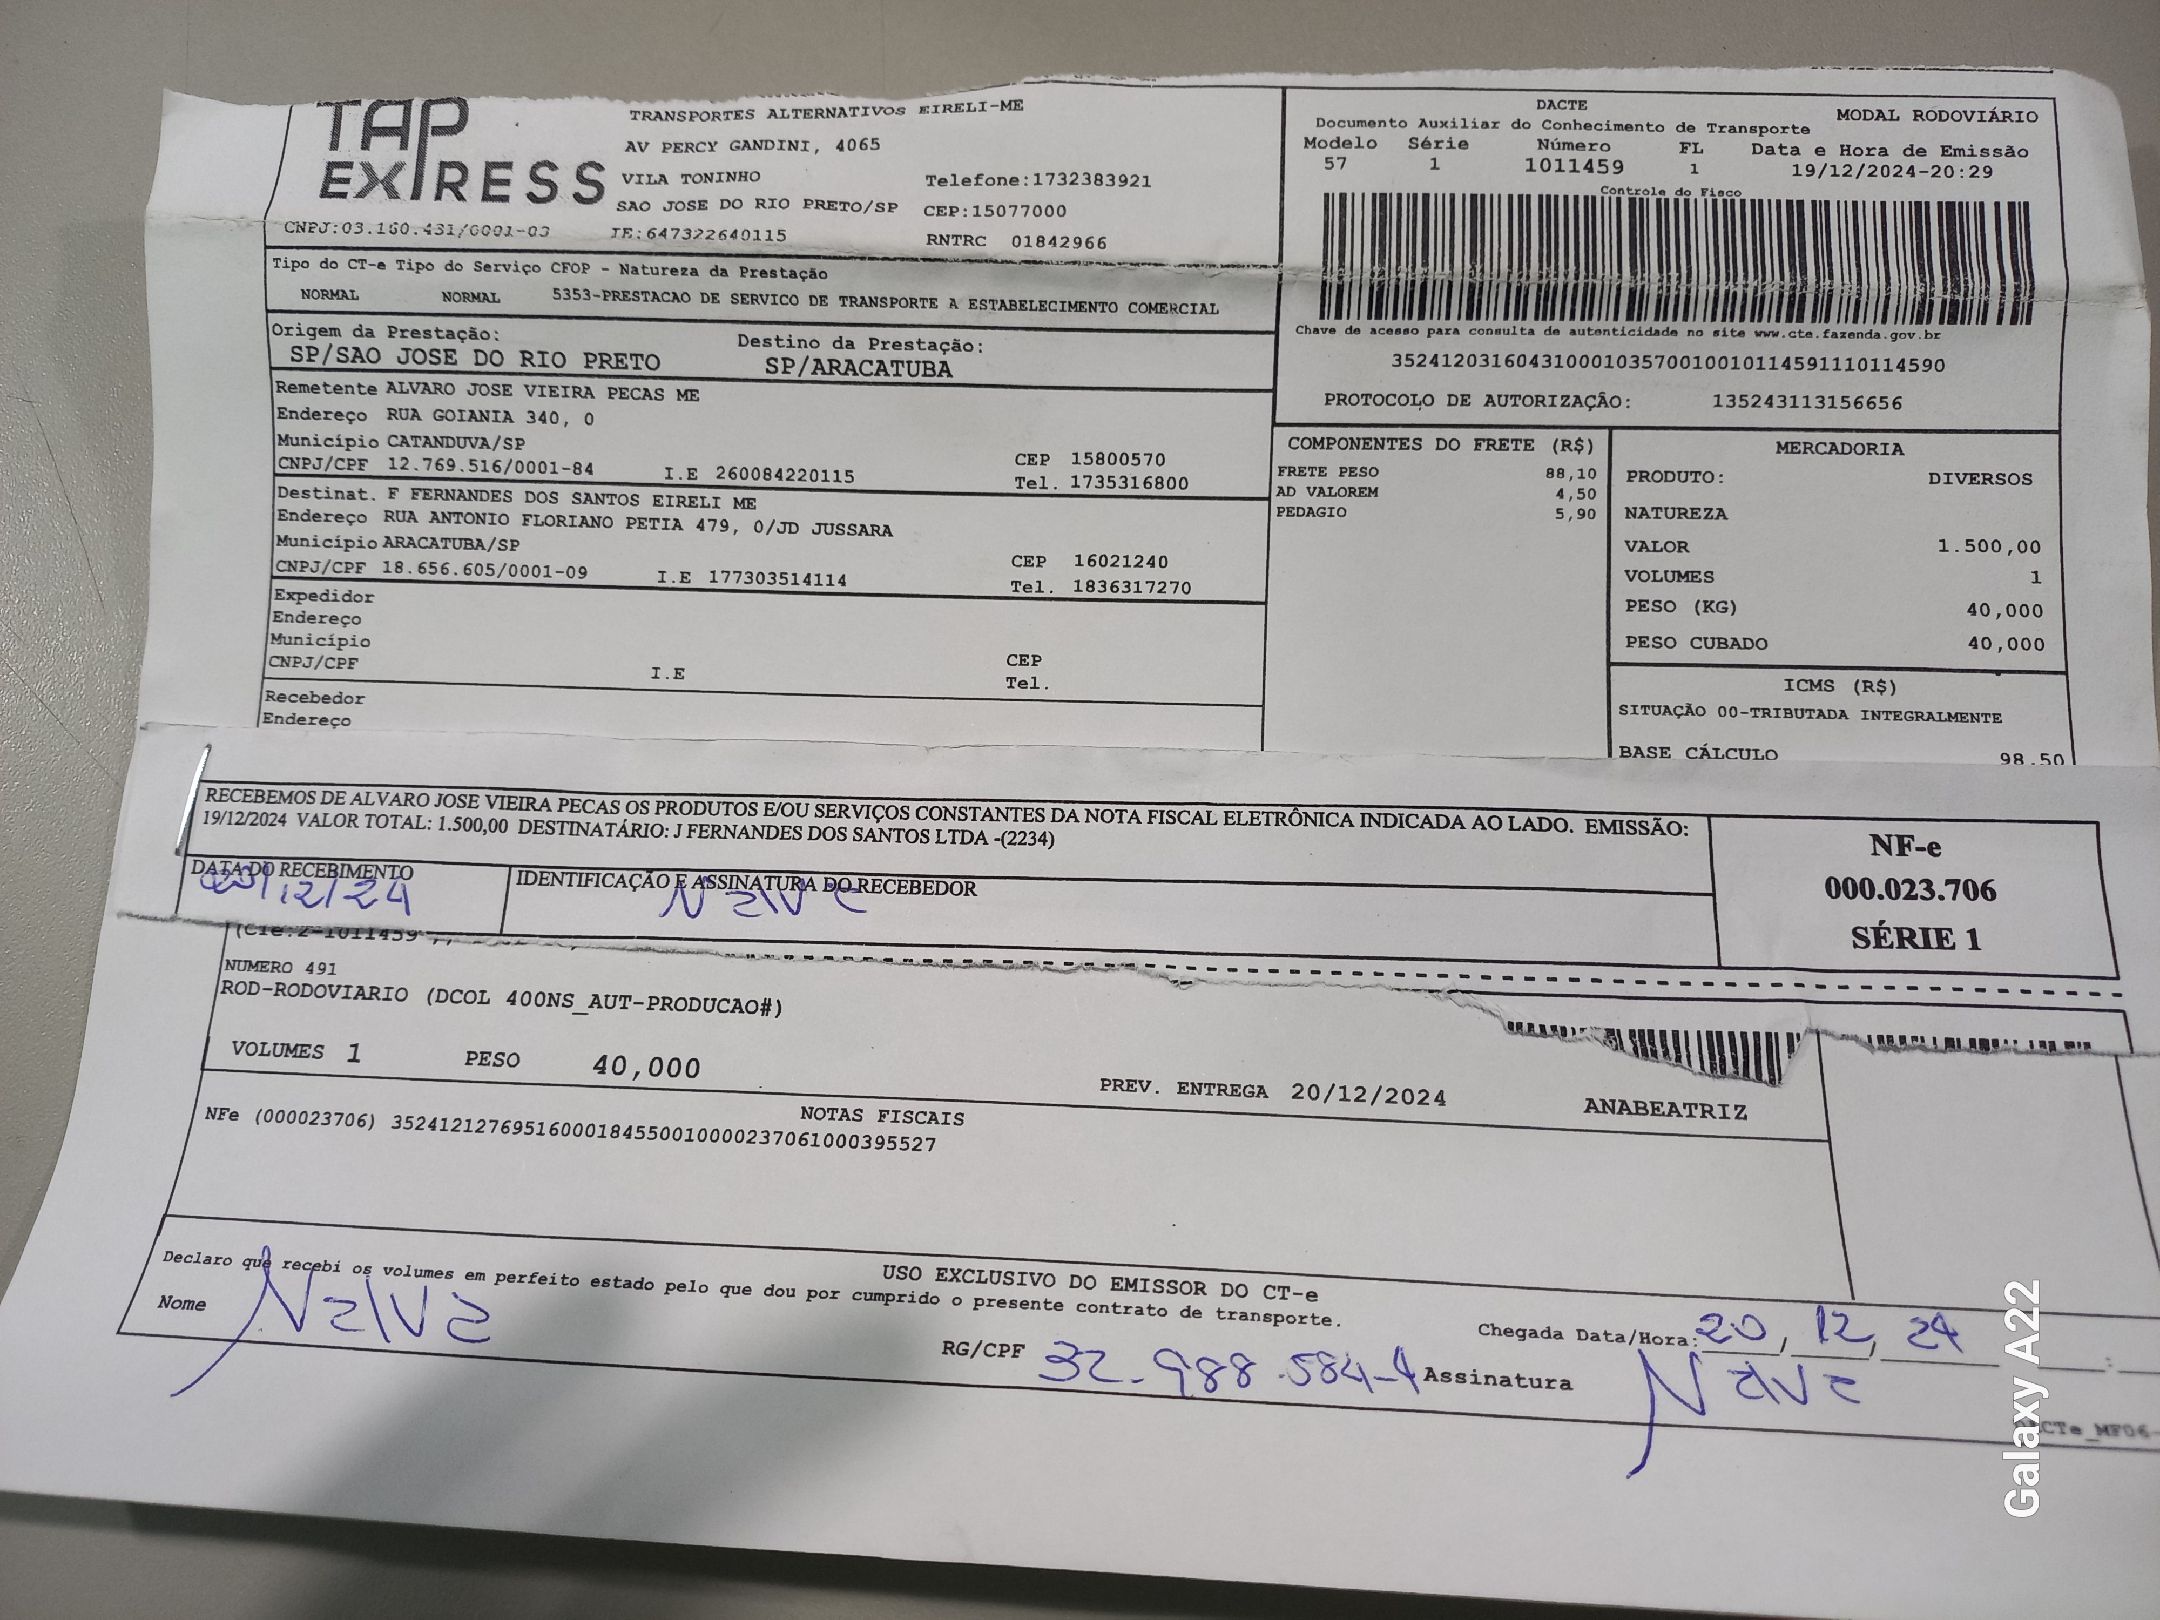 TAP EXPRESS
TRANSPORTES ALTERNATIVOS EIRELI-ME
AV PERCY GANDINI, 4065
VILA TONINHO Telefone:1732383921
SAO JOSE DO RIO PRETO/SP CEP:15077000
CNPJ:03.160.431/0001-03 IE:647322640115 RNTRC 01842966
DACTE MODAL RODOVIÁRIO
Documento Auxiliar do Conhecimento de Transporte
Modelo Série Número FL Data e Hora de Emissão
57 1 1011459 1 19/12/2024-20:29
Controle do Fisco
Chave de acesso para consulta de autenticidade no site www.cte.fazenda.gov.br
35241203160431000103570010010114591110114590
PROTOCOLO DE AUTORIZAÇÃO: 135243113156656
Tipo do CT-e Tipo do Serviço CFOP - Natureza da Prestação
NORMAL NORMAL 5353-PRESTACAO DE SERVICO DE TRANSPORTE A ESTABELECIMENTO COMERCIAL
Origem da Prestação: Destino da Prestação:
SP/SAO JOSE DO RIO PRETO SP/ARACATUBA
Remetente ALVARO JOSE VIEIRA PECAS ME
Endereço RUA GOIANIA 340, 0
Município CATANDUVA/SP CEP 15800570
CNPJ/CPF 12.769.516/0001-84 I.E 260084220115 Tel. 1735316800
Destinat. F FERNANDES DOS SANTOS EIRELI ME
Endereço RUA ANTONIO FLORIANO PETIA 479, 0/JD JUSSARA
Município ARACATUBA/SP CEP 16021240
CNPJ/CPF 18.656.605/0001-09 I.E 177303514114 Tel. 1836317270
Expedidor
Endereço
Município CEP
CNPJ/CPF I.E Tel.
Recebedor
Endereço
COMPONENTES DO FRETE (R$)
FRETE PESO 88,10
AD VALOREM 4,50
PEDAGIO 5,90
MERCADORIA
PRODUTO: DIVERSOS
NATUREZA
VALOR 1.500,00
VOLUMES 1
PESO (KG) 40,000
PESO CUBADO 40,000
ICMS (R$)
SITUAÇÃO 00-TRIBUTADA INTEGRALMENTE
BASE CÁLCULO 98,50
RECEBEMOS DE ALVARO JOSE VIEIRA PECAS OS PRODUTOS E/OU SERVIÇOS CONSTANTES DA NOTA FISCAL ELETRÔNICA INDICADA AO LADO. EMISSÃO:
19/12/2024 VALOR TOTAL: 1.500,00 DESTINATÁRIO: J FERNANDES DOS SANTOS LTDA -(2234)
DATA DO RECEBIMENTO IDENTIFICAÇÃO E ASSINATURA DO RECEBEDOR
20/12/24
NF-e
000.023.706
SÉRIE 1
(Cte:2-1011459
NUMERO 491
ROD-RODOVIARIO (DCOL 400NS_AUT-PRODUCAO#)
VOLUMES 1 PESO 40,000 PREV. ENTREGA 20/12/2024 ANABEATRIZ
NOTAS FISCAIS
NFe (000023706) 35241212769516000184550010000237061000395527
USO EXCLUSIVO DO EMISSOR DO CT-e
Declaro que recebi os volumes em perfeito estado pelo que dou por cumprido o presente contrato de transporte.
Nome
Chegada Data/Hora: 20, 12, 24 :
RG/CPF 32.988.584-4 Assinatura
Galaxy A22